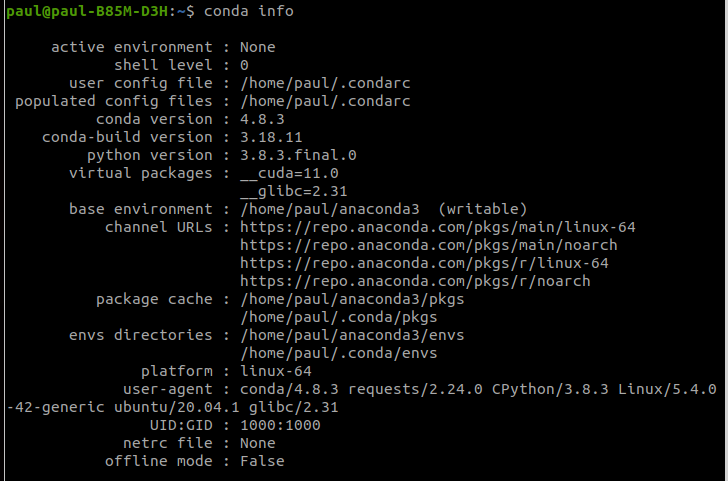 paul@paul-B85M-D3H:~$ conda info
active environment : None
shell level : 0
user config file : /home/paul/.condarc
populated config files : /home/paul/.condarc
conda version : 4.8.3
conda-build version : 3.18.11
python version : 3.8.3.final.0
virtual packages : __cuda=11.0
__glibc=2.31
base environment : /home/paul/anaconda3  (writable)
channel URLs : https://repo.anaconda.com/pkgs/main/linux-64
https://repo.anaconda.com/pkgs/main/noarch
https://repo.anaconda.com/pkgs/r/linux-64
https://repo.anaconda.com/pkgs/r/noarch
package cache : /home/paul/anaconda3/pkgs
/home/paul/.conda/pkgs
envs directories : /home/paul/anaconda3/envs
/home/paul/.conda/envs
platform : linux-64
user-agent : conda/4.8.3 requests/2.24.0 CPython/3.8.3 Linux/5.4.0
-42-generic ubuntu/20.04.1 glibc/2.31
UID:GID : 1000:1000
netrc file : None
offline mode : False